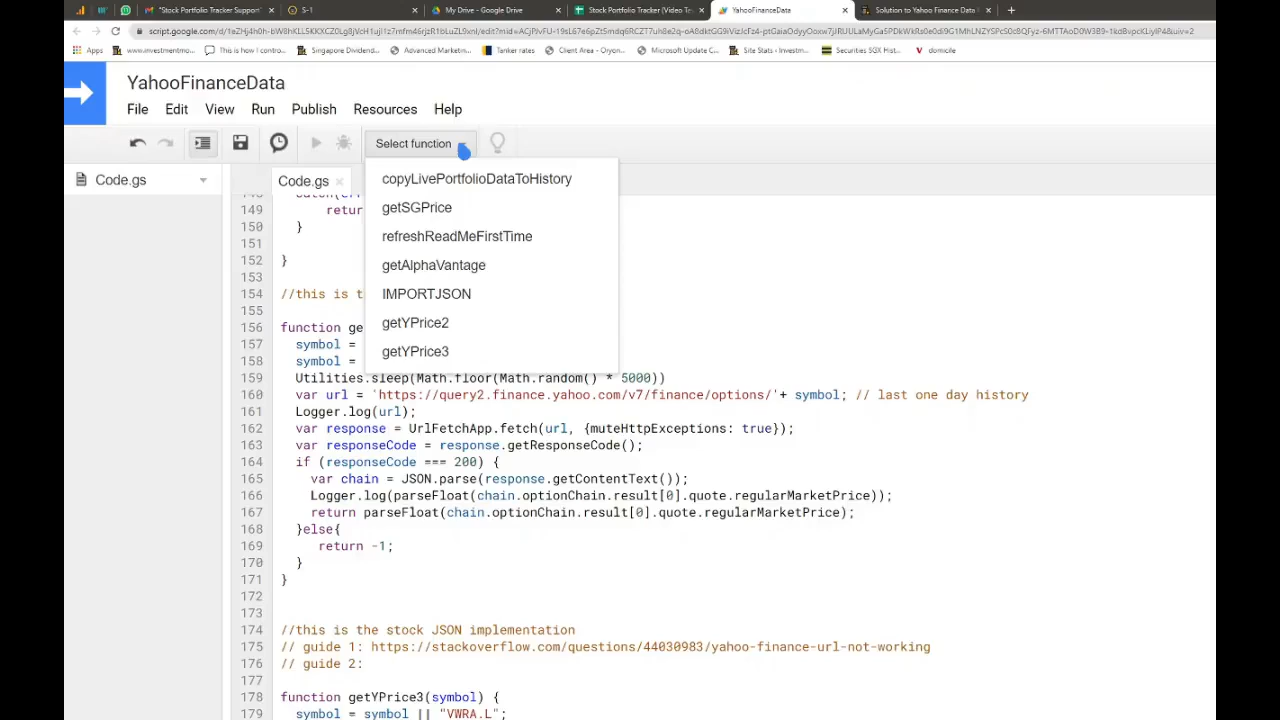 "Stock Portfolio Tracker Support"
S-1
My Drive - Google Drive
Stock Portfolio Tracker (Video Te
YahooFinanceData
Solution to Yahoo Finance Data
Apps
www.investmentmo...
This is how I contro...
Singapore Dividend...
Advanced Marketin...
Tanker rates
Client Area - Oryon...
Microsoft Update C...
Site Stats ‹ Investm...
Securities SGX Hist...
domicile
YahooFinanceData
File Edit View Run Publish Resources Help
Select function
Code.gs
Code.gs
copyLivePortfolioDataToHistory
getSGPrice
refreshReadMeFirstTime
getAlphaVantage
IMPORTJSON
getYPrice2
getYPrice3
149 retur
150 }
151
152 }
153
154 //this is t
155
156 function ge
157 symbol =
158 symbol =
159 Utilities.sleep(Math.floor(Math.random() * 5000))
160 var url = 'https://query2.finance.yahoo.com/v7/finance/options/'+ symbol; // last one day history
161 Logger.log(url);
162 var response = UrlFetchApp.fetch(url, {muteHttpExceptions: true});
163 var responseCode = response.getResponseCode();
164 if (responseCode === 200) {
165 var chain = JSON.parse(response.getContentText());
166 Logger.log(parseFloat(chain.optionChain.result[0].quote.regularMarketPrice));
167 return parseFloat(chain.optionChain.result[0].quote.regularMarketPrice);
168 }else{
169 return -1;
170 }
171 }
172
173
174 //this is the stock JSON implementation
175 // guide 1: https://stackoverflow.com/questions/44030983/yahoo-finance-url-not-working
176 // guide 2:
177
178 function getYPrice3(symbol) {
179 symbol = symbol || "VWRA.L";